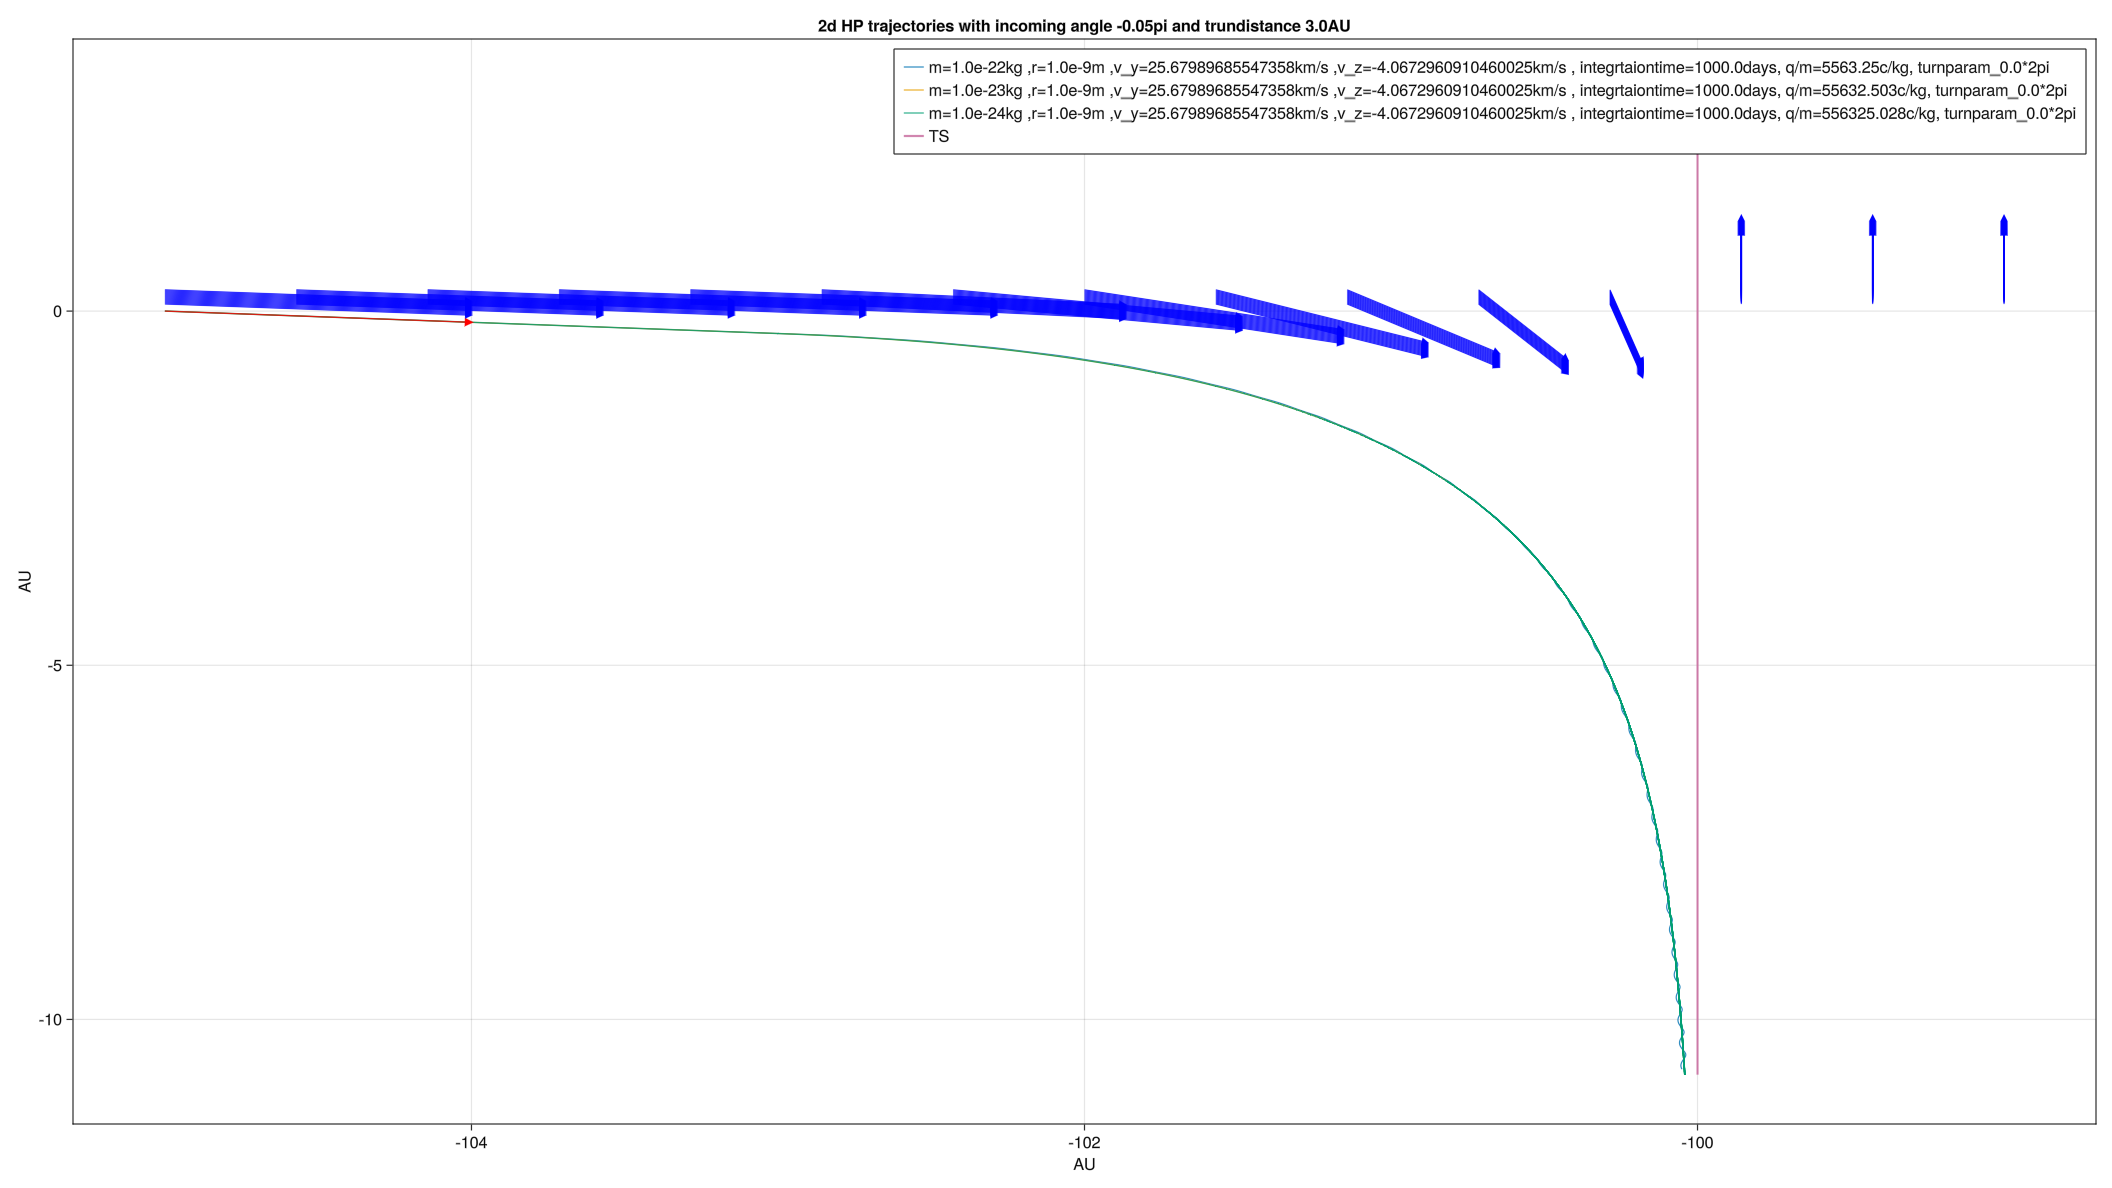 2d HP trajectories with incoming angle -0.05pi and trundistance 3.0AU
m=1.0e-22kg ,r=1.0e-9m ,v_y=25.67989685547358km/s ,v_z=-4.0672960910460025km/s , integrtaiontime=1000.0days, q/m=5563.25c/kg, turnparam_0.0*2pi
m=1.0e-23kg ,r=1.0e-9m ,v_y=25.67989685547358km/s ,v_z=-4.0672960910460025km/s , integrtaiontime=1000.0days, q/m=55632.503c/kg, turnparam_0.0*2pi
m=1.0e-24kg ,r=1.0e-9m ,v_y=25.67989685547358km/s ,v_z=-4.0672960910460025km/s , integrtaiontime=1000.0days, q/m=556325.028c/kg, turnparam_0.0*2pi
TS
0
-5
-10
AU
-104
-102
-100
AU